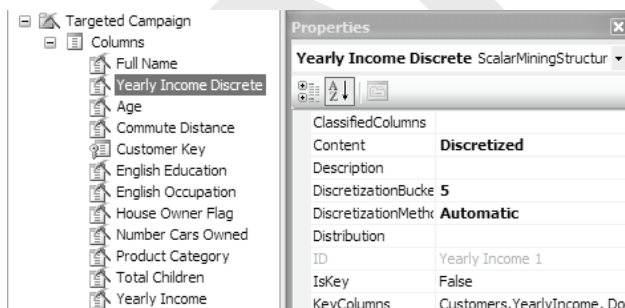 Targeted Campaign
Columns
Full Name
Yearly Income Discrete
Age
Commute Distance
Customer Key
English Education
English Occupation
House Owner Flag
Number Cars Owned
Product Category
Total Children
Yearly Income
Properties
Yearly Income Discrete ScalarMiningStructur
ClassifiedColumns
Content Discretized
Description
DiscretizationBucke 5
DiscretizationMetho Automatic
Distribution
ID Yearly Income 1
IsKey False
KeyColumns Customers.YearlyIncome, Do